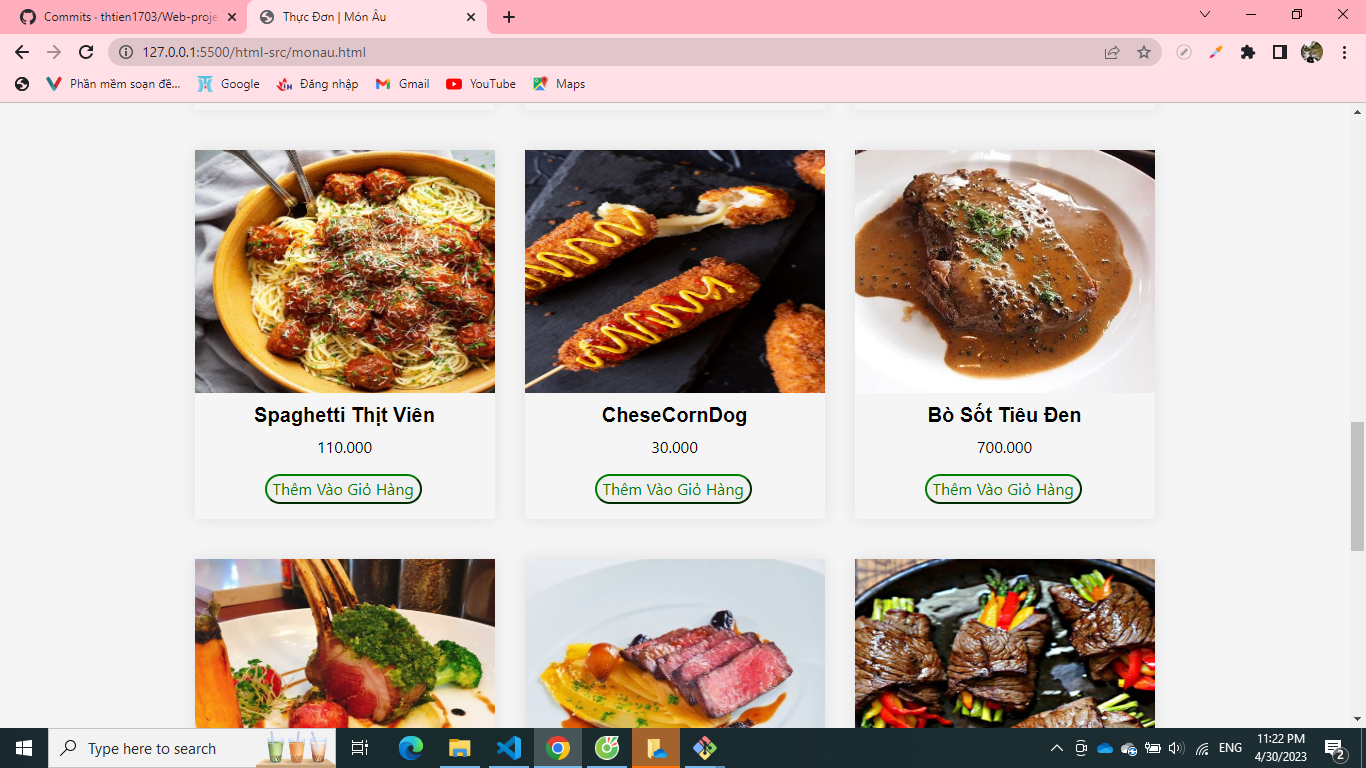 Commits · thtien1703/Web-proje
Thực Đơn | Món Âu
127.0.0.1:5500/html-src/monau.html
Phần mềm soạn đề...
Google
Đăng nhập
Gmail
YouTube
Maps
Spaghetti Thịt Viên
CheseCornDog
Bò Sốt Tiêu Đen
110.000
30.000
700.000
Thêm Vào Giỏ Hàng
Thêm Vào Giỏ Hàng
Thêm Vào Giỏ Hàng
Type here to search
ENG
11:22 PM
4/30/2023
2